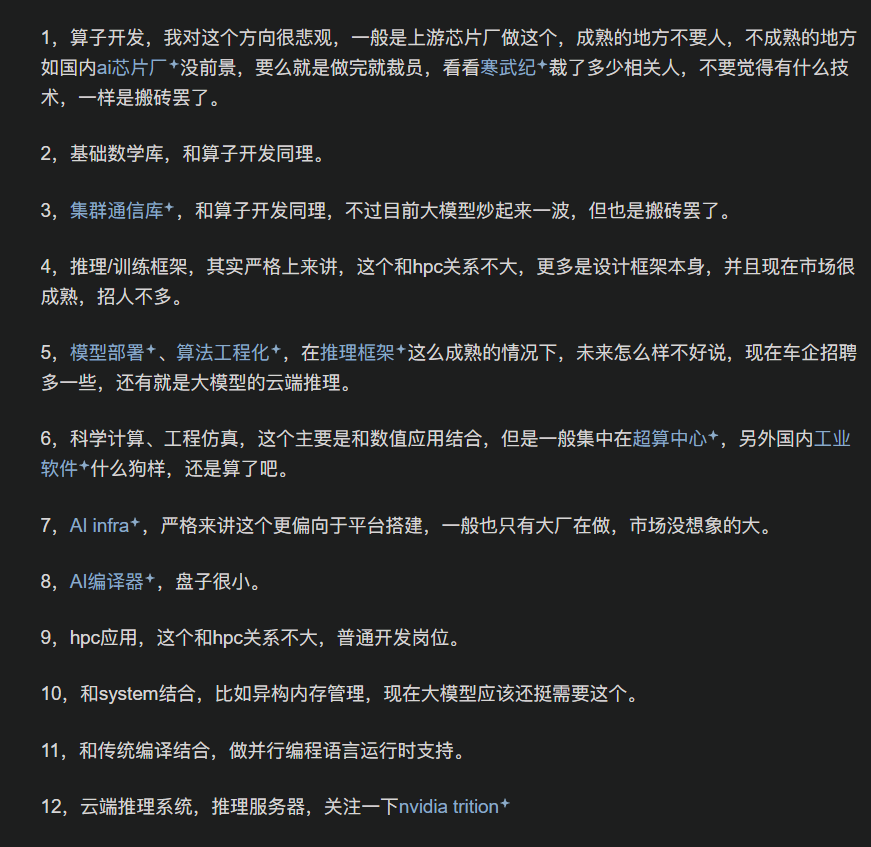 1，算子开发，我对这个方向很悲观，一般是上游芯片厂做这个，成熟的地方不要人，不成熟的地方
如国内ai芯片厂没前景，要么就是做完就裁员，看看寒武纪裁了多少相关人，不要觉得有什么技
术，一样是搬砖罢了。
2，基础数学库，和算子开发同理。
3，集群通信库，和算子开发同理，不过目前大模型炒起来一波，但也是搬砖罢了。
4，推理/训练框架，其实严格上来讲，这个和hpc关系不大，更多是设计框架本身，并且现在市场很
成熟，招人不多。
5，模型部署、算法工程化，在推理框架这么成熟的情况下，未来怎么样不好说，现在车企招聘
多一些，还有就是大模型的云端推理。
6，科学计算、工程仿真，这个主要是和数值应用结合，但是一般集中在超算中心，另外国内工业
软件什么狗样，还是算了吧。
7，AI infra，严格来讲这个更偏向于平台搭建，一般也只有大厂在做，市场没想象的大。
8，AI编译器，盘子很小。
9，hpc应用，这个和hpc关系不大，普通开发岗位。
10，和system结合，比如异构内存管理，现在大模型应该还挺需要这个。
11，和传统编译结合，做并行编程语言运行时支持。
12，云端推理系统，推理服务器，关注一下nvidia trition